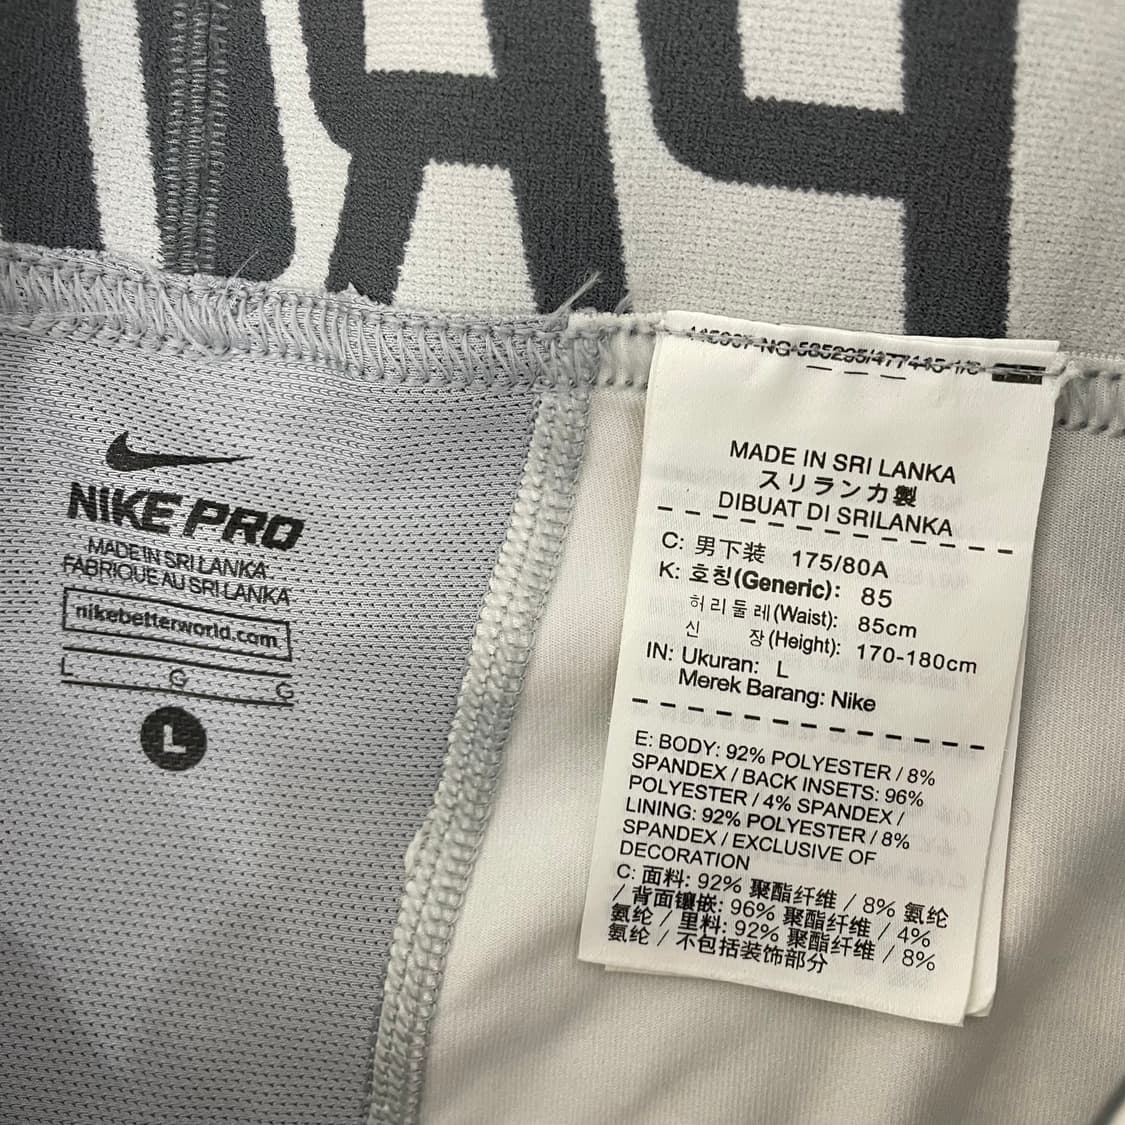 NIKE PRO
MADE IN SRI LANKA
FABRIQUE AU SRI LANKA
nikebetterworld.com
L G G
L
MADE IN SRI LANKA
スリランカ製
DIBUAT DI SRILANKA
C: 男下装 175/80A
K: 호칭(Generic): 85
허리둘레(Waist): 85cm
신 장(Height): 170-180cm
IN: Ukuran: L
Merek Barang: Nike
E: BODY: 92% POLYESTER / 8%
SPANDEX / BACK INSETS: 96%
POLYESTER / 4% SPANDEX /
LINING: 92% POLYESTER / 8%
SPANDEX / EXCLUSIVE OF
DECORATION
C: 面料: 92% 聚酯纤维 / 8% 氨纶
/ 背面镶嵌: 96% 聚酯纤维 / 4%
氨纶 / 里料: 92% 聚酯纤维 / 8%
氨纶 / 不包括装饰部分